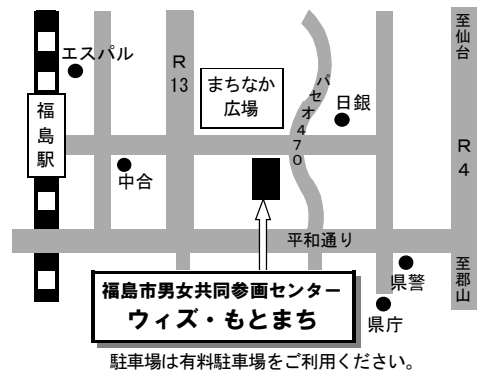 エスパル
福島駅
R
13
まちなか
広場
パセオ470
日銀
至仙台
R
4
中合
平和通り
至郡山
県警
県庁
福島市男女共同参画センター
ウィズ・もとまち
駐車場は有料駐車場をご利用ください。